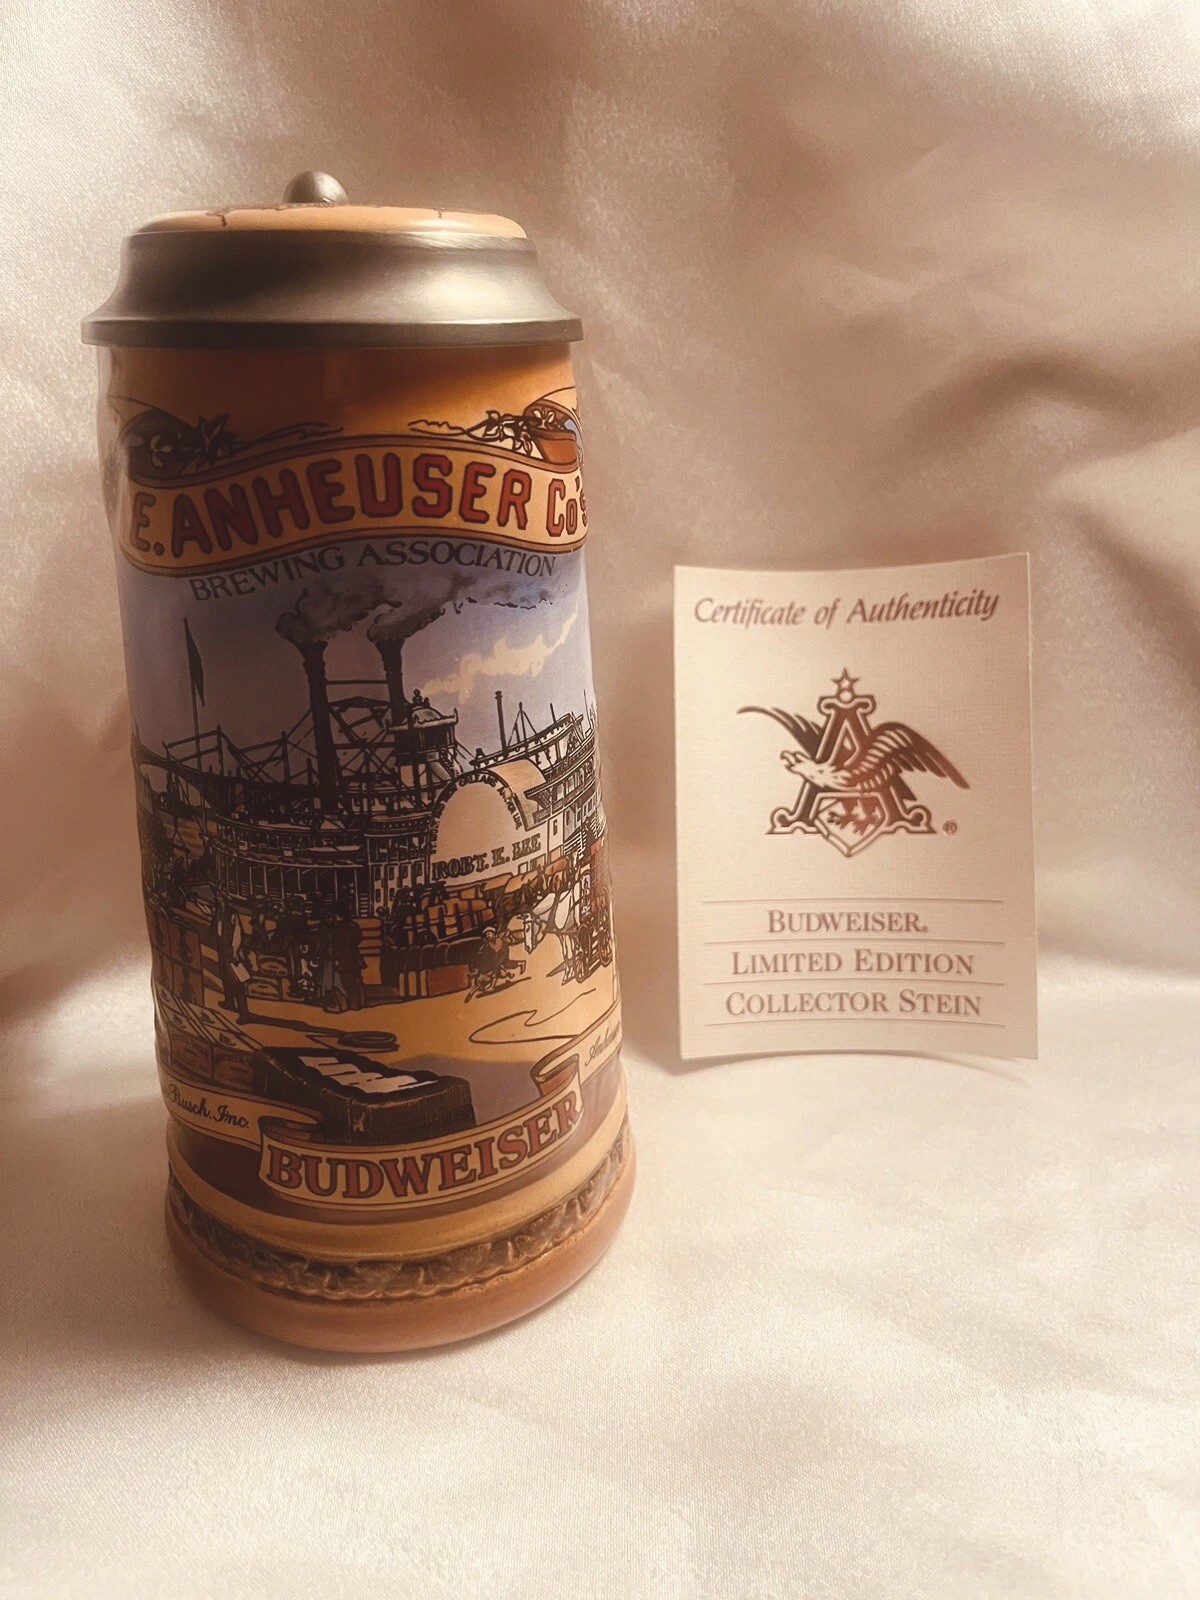 E. ANHEUSER Co's
BREWING ASSOCIATION
ROBT. E. LEE
Busch, Inc.
BUDWEISER
Certificate of Authenticity
A
®
BUDWEISER®
LIMITED EDITION
COLLECTOR STEIN